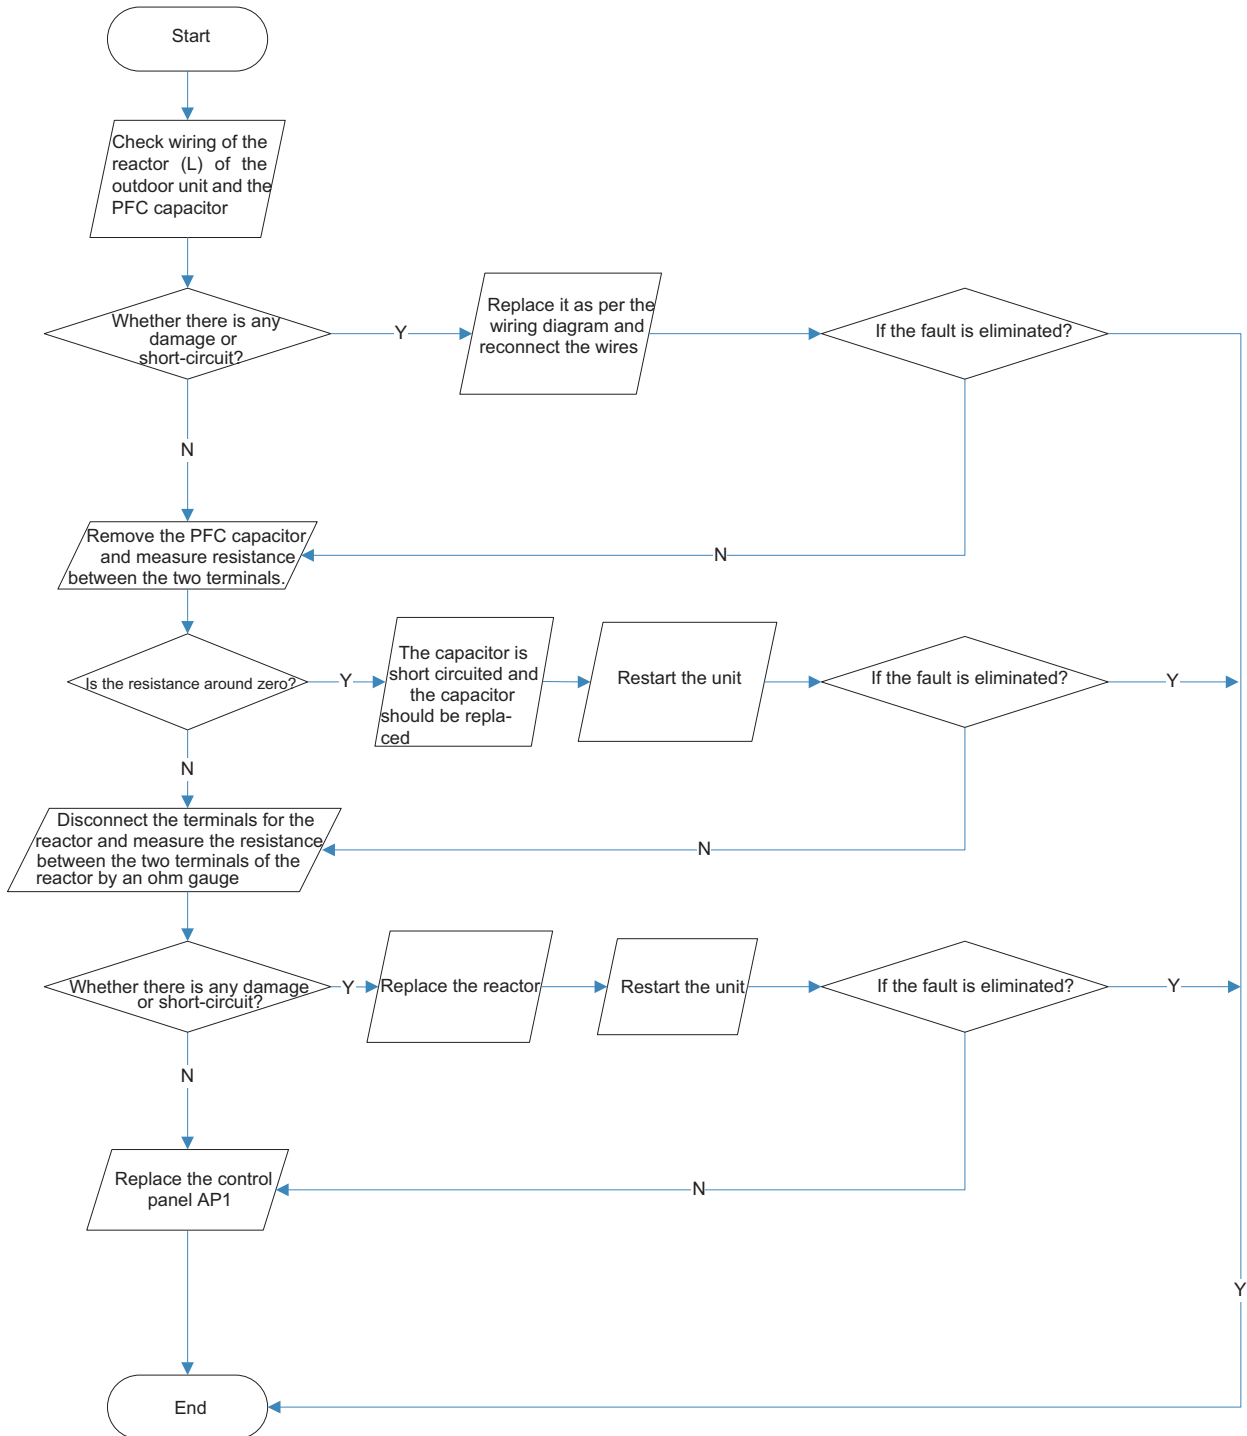 Start
Check wiring of the
reactor (L) of the
outdoor unit and the
PFC capacitor
Whether there is any
damage or
short-circuit?
Y
Replace it as per the
wiring diagram and
reconnect the wires
If the fault is eliminated?
N
Remove the PFC capacitor
and measure resistance
between the two terminals.
N
Is the resistance around zero?
Y
The capacitor is
short circuited and
the capacitor
should be repla-
ced
Restart the unit
If the fault is eliminated?
Y
N
Disconnect the terminals for the
reactor and measure the resistance
between the two terminals of the
reactor by an ohm gauge
N
Whether there is any damage
or short-circuit?
Y
Replace the reactor
Restart the unit
If the fault is eliminated?
Y
N
Replace the control
panel AP1
N
Y
End